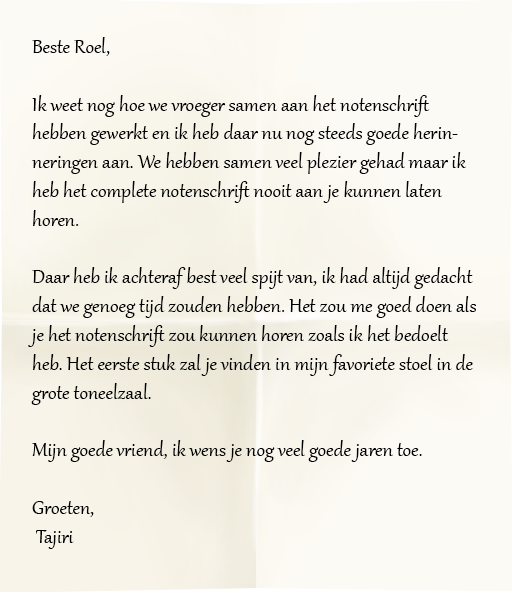 Beste Roel,
Ik weet nog hoe we vroeger samen aan het notenschrift
hebben gewerkt en ik heb daar nu nog steeds goede herin-
neringen aan. We hebben samen veel plezier gehad maar ik
heb het complete notenschrift nooit aan je kunnen laten
horen.
Daar heb ik achteraf best veel spijt van, ik had altijd gedacht
dat we genoeg tijd zouden hebben. Het zou me goed doen als
je het notenschrift zou kunnen horen zoals ik het bedoelt
heb. Het eerste stuk zal je vinden in mijn favoriete stoel in de
grote toneelzaal.
Mijn goede vriend, ik wens je nog veel goede jaren toe.
Groeten,
Tajiri